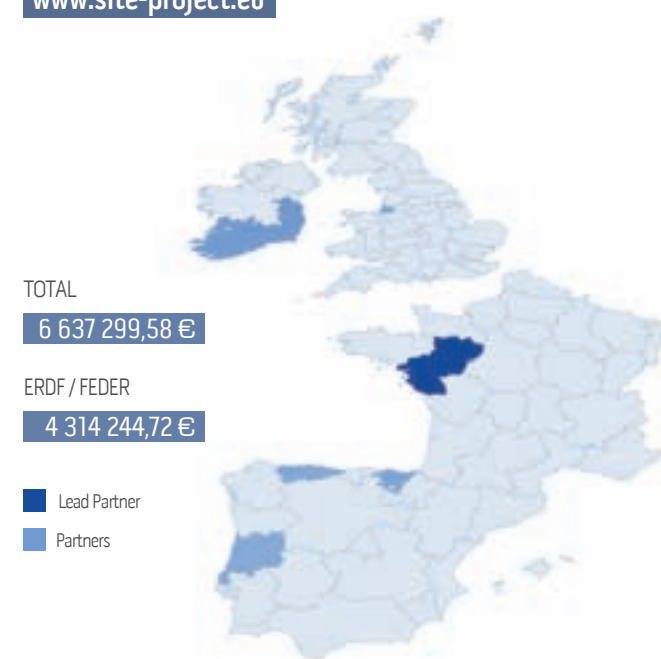 www.site-project.eu
TOTAL
6 637 299,58 €
ERDF / FEDER
4 314 244,72 €
Lead Partner
Partners